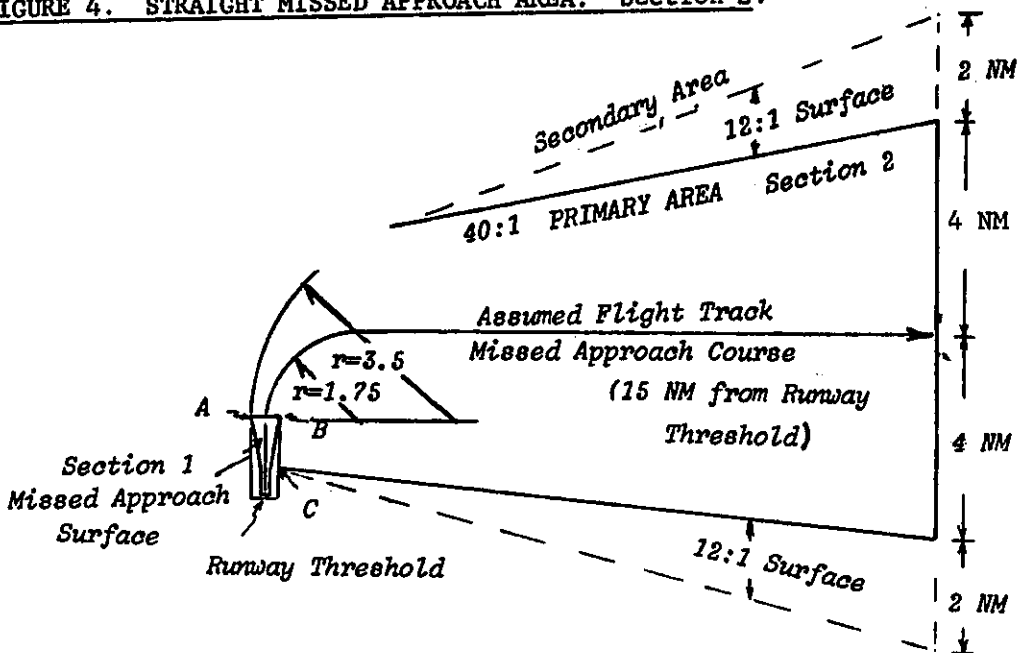 IGURE 4. STRAIGHT MISSED APPROACH AREA. Section 2.
2 NM
Secondary Area
12:1 Surface
40:1 PRIMARY AREA Section 2
4 NM
Assumed Flight Track
Missed Approach Course
(15 NM from Runway
Threshold)
r=3.5
r=1.75
A
B
4 NM
Section 1
Missed Approach
Surface
C
Runway Threshold
12:1 Surface
2 NM